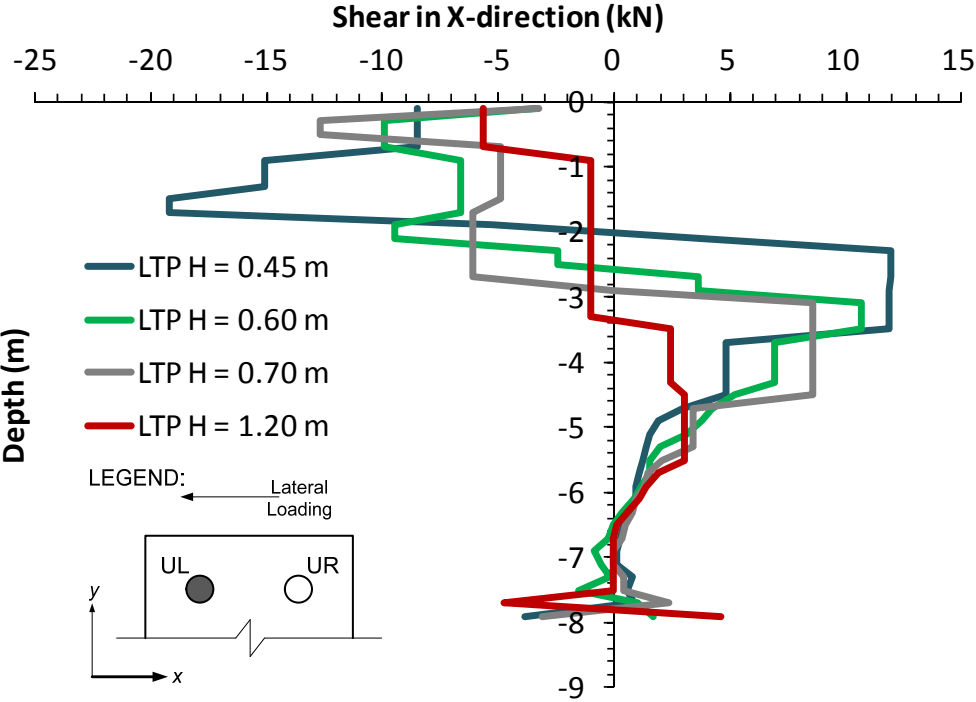 Shear in X-direction (kN)
-25 -20 -15 -10 -5 0 5 10 15
0
-1
-2
-3
-4
-5
-6
-7
-8
-9
Depth (m)
LTP H = 0.45 m
LTP H = 0.60 m
LTP H = 0.70 m
LTP H = 1.20 m
LEGEND:
Lateral
Loading
UL UR
y
x